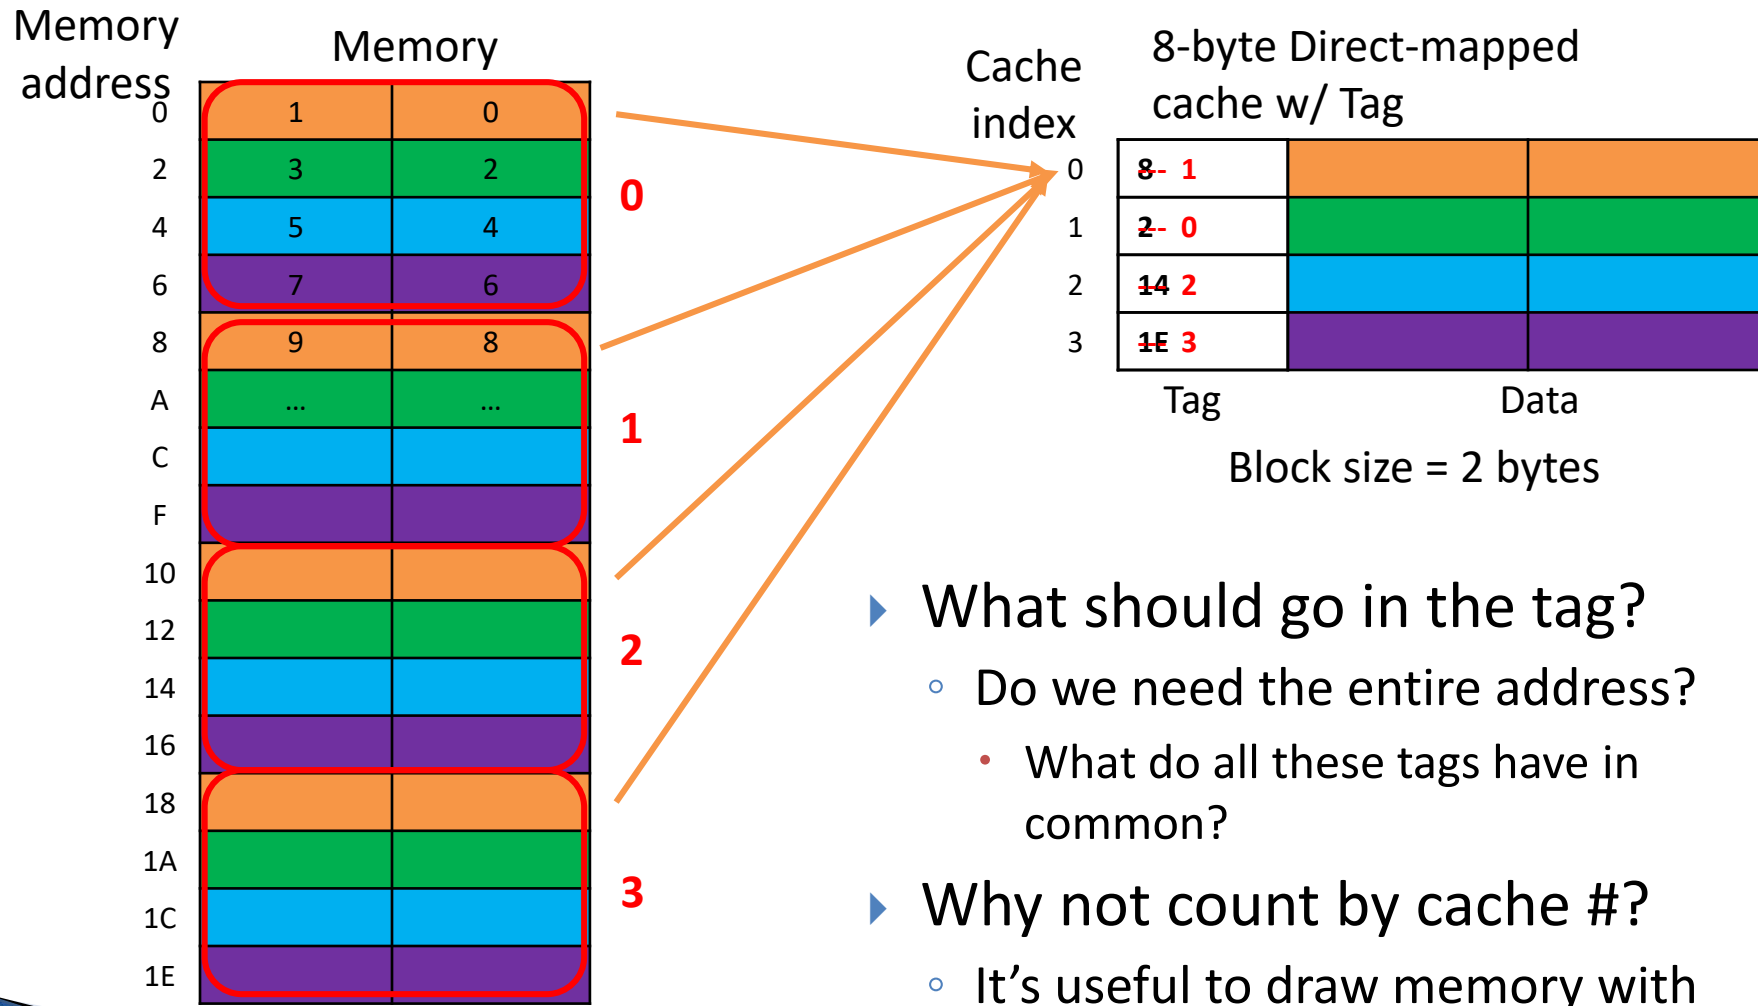 Memory
address
Memory
0 1 0
2 3 2
4 5 4
6 7 6
0
8 9 8
A ... ...
C
F
1
10
12
14
16
2
18
1A
1C
1E
3
Cache
index
8-byte Direct-mapped
cache w/ Tag
0 8 1
1 2 0
2 14 2
3 1E 3
Tag Data
Block size = 2 bytes
What should go in the tag?
Do we need the entire address?
What do all these tags have in
common?
Why not count by cache #?
It’s useful to draw memory with